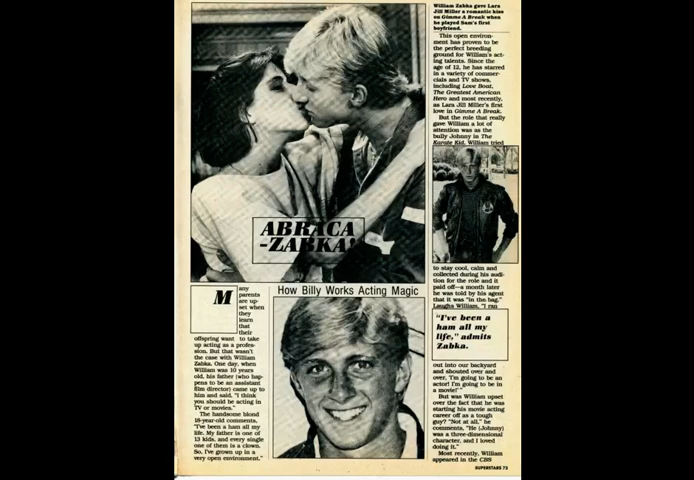 ABRACA
-ZABKA!
How Billy Works Acting Magic
Many
parents
are up-
set when
they
learn
that
their
offspring want to take
up acting as a profes-
sion. But that wasn't
the case with William
Zabka. One day, when
William was 10 years
old, his father (who hap-
pens to be an assistant
film director) came up to
him and said, "I think
you should be acting in
TV or movies."
The handsome blond
18-year-old comments,
"I've been a ham all my
life. My father is one of
13 kids, and every single
one of them is a clown.
So, I've grown up in a
very open environment."
William Zabka gave Lara
Jill Miller a romantic kiss
on Gimme A Break when
he played Sam's first
boyfriend.
This open environ-
ment has proven to be
the perfect breeding
ground for William's act-
ing talents. Since the
age of 12, he has starred
in a variety of commer-
cials and TV shows,
including Love Boat,
The Greatest American
Hero and most recently,
as Lara Jill Miller's first
love in Gimme A Break.
But the role that really
gave William a lot of
attention was as the
bully Johnny in The
Karate Kid. William tried
to stay cool, calm and
collected during his audi-
tion for the role and it
paid off—a month later
he was told by his agent
that it was "in the bag."
Laughs William, "I ran
"I've been a
ham all my
life," admits
Zabka.
out into our backyard
and shouted over and
over, 'I'm going to be an
actor! I'm going to be in
a movie!'"
But was William upset
over the fact that he was
starting his movie acting
career off as a tough
guy? "Not at all," he
comments, "He (Johnny)
was a three-dimensional
character, and I loved
doing it."
Most recently, William
appeared in the CBS
SUPERSTARS 73